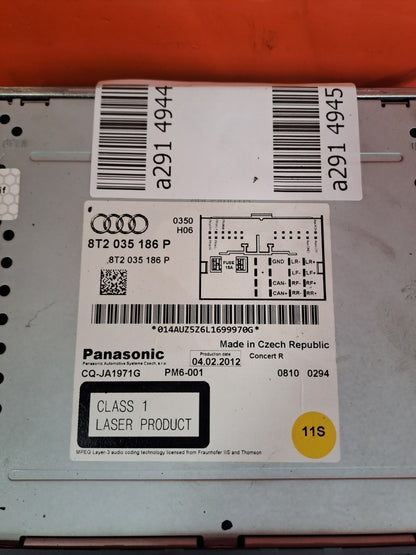 a291 4944
a291 4945
if
8T2 035 186 P
8T2 035 186 P
0350
H06
FUSE
15A
+
GND
LR-
LR+
LF-
LF+
CAN-
RF-
RF+
CAN+
RR-
RR+
*014AUZ5Z6L1699970G*
Panasonic
Panasonic Automotive Systems Czech, s.r.o.
Production date
04.02.2012
Made in Czech Republic
Concert R
CQ-JA1971G
PM6-001
0810 0294
CLASS 1
LASER PRODUCT
11S
MPEG Layer-3 audio coding technology licensed from Fraunhofer IIS and Thomson